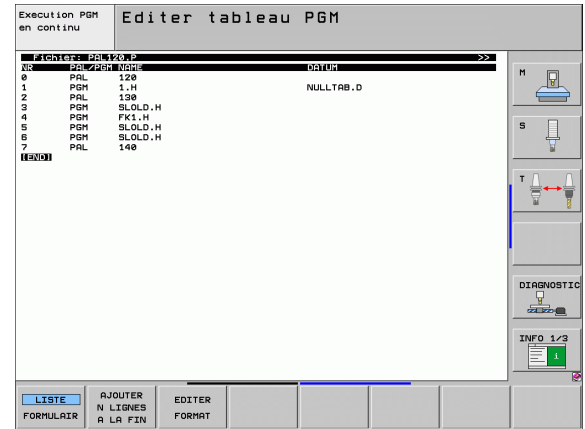 Execution PGM
en continu
Editer tableau PGM
Fichier: PAL120.P >>
NR PAL/PGM NAME DATUM
0 PAL 120
1 PGM 1.H NULLTAB.D
2 PAL 130
3 PGM SLOLD.H
4 PGM FK1.H
5 PGM SLOLD.H
6 PGM SLOLD.H
7 PAL 140
[END]
M
S
T
DIAGNOSTIC
INFO 1/3
i
LISTE
FORMULAIR
AJOUTER
N LIGNES
A LA FIN
EDITER
FORMAT